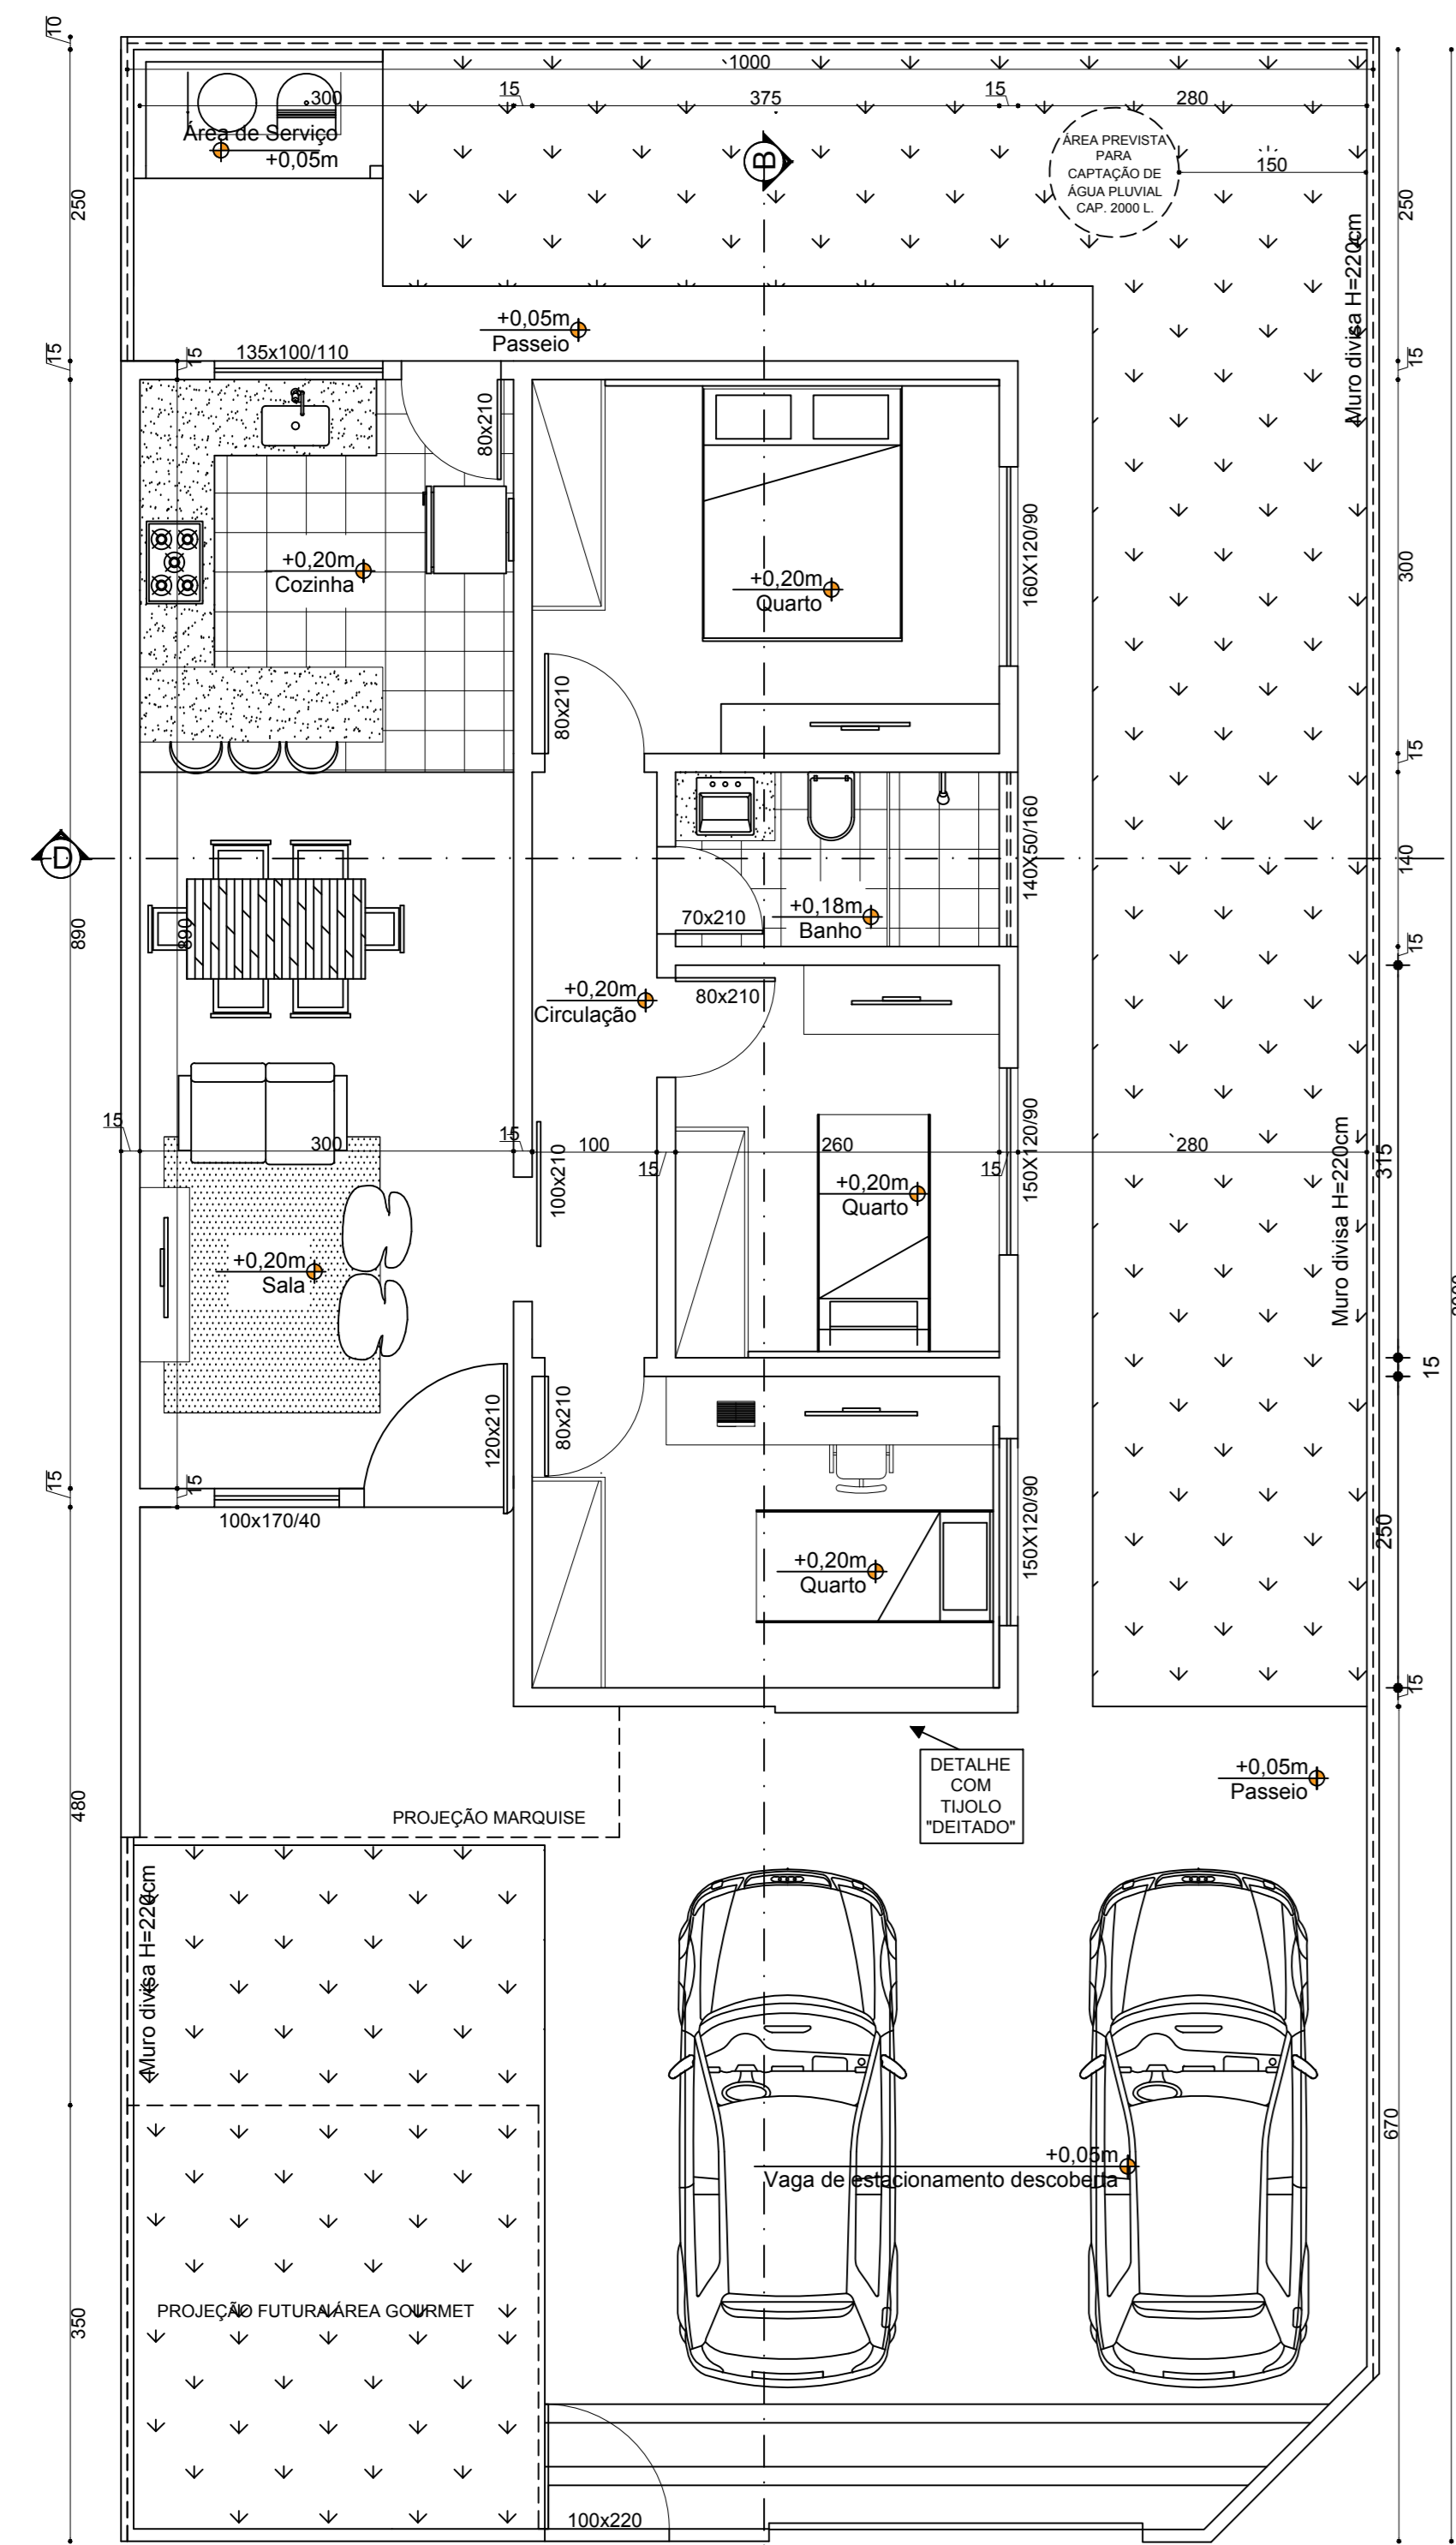 10
1000
15
15
300
375
280
Área de Serviço
+0,05m
B
ÁREA PREVISTA
PARA
CAPTAÇÃO DE
ÁGUA PLUVIAL
CAP. 2000 L.
150
250
250
Muro divisa H=220cm
+0,05m
Passeio
15
15
135x100/110
15
80x210
160X120/90
+0,20m
Cozinha
+0,20m
Quarto
300
80x210
15
D
140X50/160
140
890
890
70x210
+0,18m
Banho
15
+0,20m
Circulação
80x210
15
300
15
100
15
260
15
280
100x210
150X120/90
Muro divisa H=220cm
315
+0,20m
Quarto
+0,20m
Sala
15
120x210
80x210
15
15
100x170/40
150X120/90
250
+0,20m
Quarto
15
DETALHE
COM
TIJOLO
"DEITADO"
+0,05m
Passeio
480
PROJEÇÃO MARQUISE
Muro divisa H=220cm
670
+0,05m
Vaga de estacionamento descoberta
350
PROJEÇÃO FUTURA ÁREA GOURMET
100x220